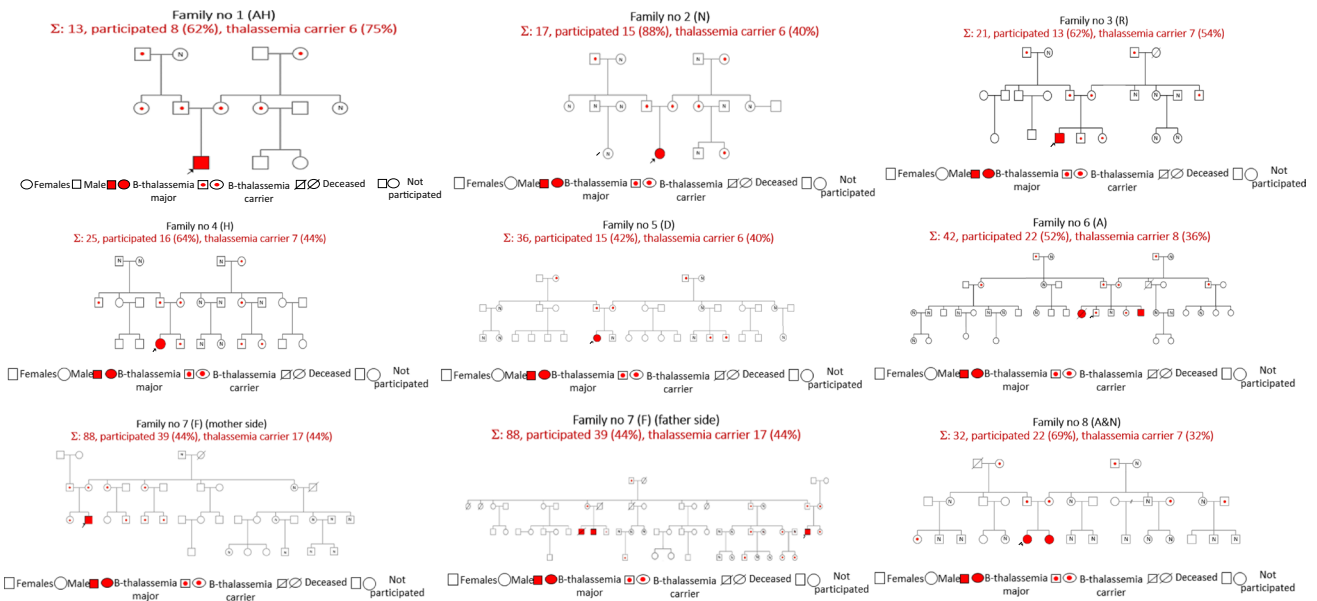 Family no 1 (AH)
Σ: 13, participated 8 (62%), thalassemia carrier 6 (75%)
Females Male B-thalassemia major B-thalassemia carrier Deceased Not participated
Family no 2 (N)
Σ: 17, participated 15 (88%), thalassemia carrier 6 (40%)
Females Male B-thalassemia major B-thalassemia carrier Deceased Not participated
Family no 3 (R)
Σ: 21, participated 13 (62%), thalassemia carrier 7 (54%)
Females Male B-thalassemia major B-thalassemia carrier Deceased Not participated
Family no 4 (H)
Σ: 25, participated 16 (64%), thalassemia carrier 7 (44%)
Females Male B-thalassemia major B-thalassemia carrier Deceased Not participated
Family no 5 (D)
Σ: 36, participated 15 (42%), thalassemia carrier 6 (40%)
Females Male B-thalassemia major B-thalassemia carrier Deceased Not participated
Family no 6 (A)
Σ: 42, participated 22 (52%), thalassemia carrier 8 (36%)
Females Male B-thalassemia major B-thalassemia carrier Deceased Not participated
Family no 7 (F) (mother side)
Σ: 88, participated 39 (44%), thalassemia carrier 17 (44%)
Females Male B-thalassemia major B-thalassemia carrier Deceased Not participated
Family no 7 (F) (father side)
Σ: 88, participated 39 (44%), thalassemia carrier 17 (44%)
Females Male B-thalassemia major B-thalassemia carrier Deceased Not participated
Family no 8 (A&N)
Σ: 32, participated 22 (69%), thalassemia carrier 7 (32%)
Females Male B-thalassemia major B-thalassemia carrier Deceased Not participated